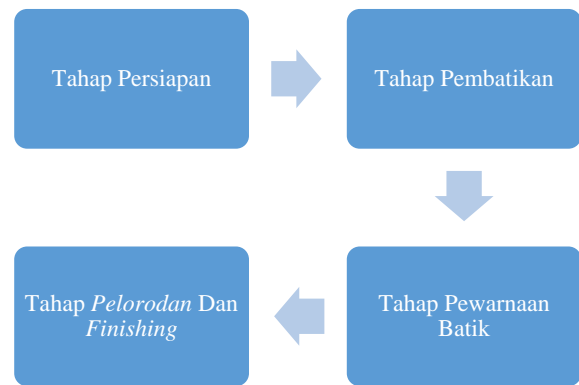 Tahap Persiapan
Tahap Pembatikan
Tahap Pewarnaan
Batik
Tahap Pelorodan Dan
Finishing